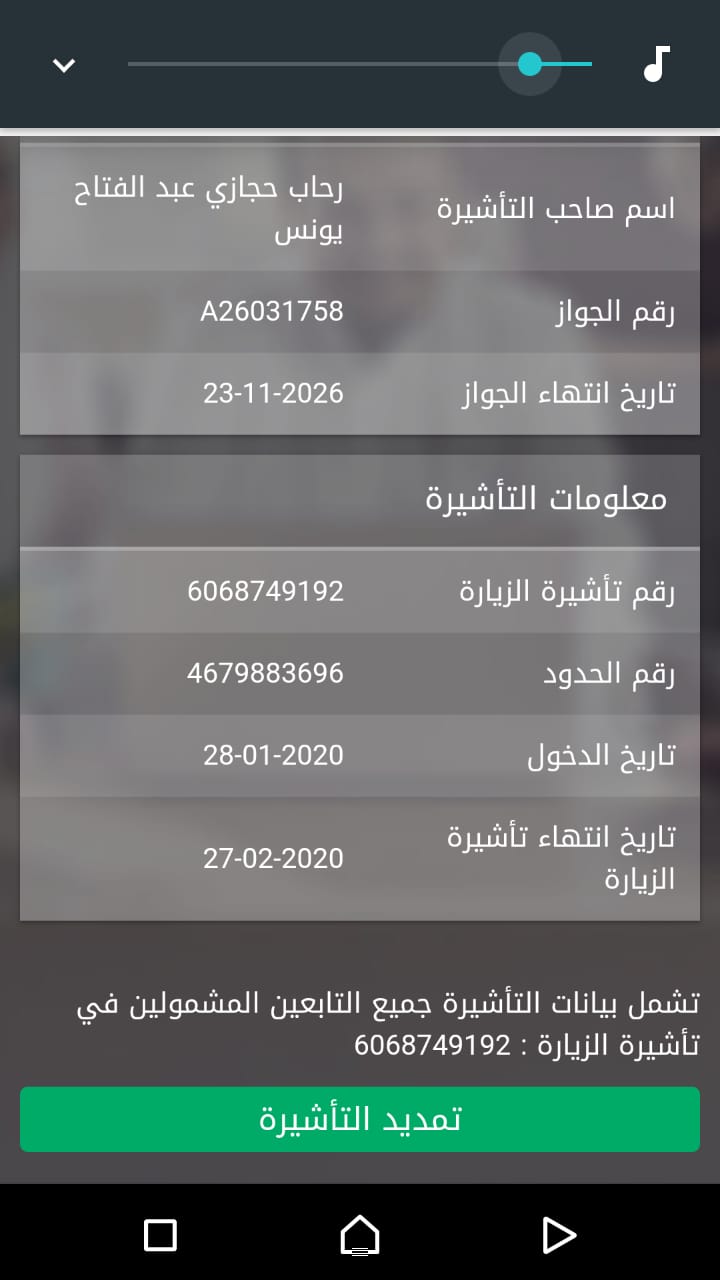 اسم صاحب التأشيرة رحاب حجازي عبد الفتاح
يونس
رقم الجواز A26031758
تاريخ انتهاء الجواز 23-11-2026
معلومات التأشيرة
رقم تأشيرة الزيارة 6068749192
رقم الحدود 4679883696
تاريخ الدخول 28-01-2020
تاريخ انتهاء تأشيرة
الزيارة 27-02-2020
تشمل بيانات التأشيرة جميع التابعين المشمولين في
تأشيرة الزيارة : 6068749192
تمديد التأشيرة